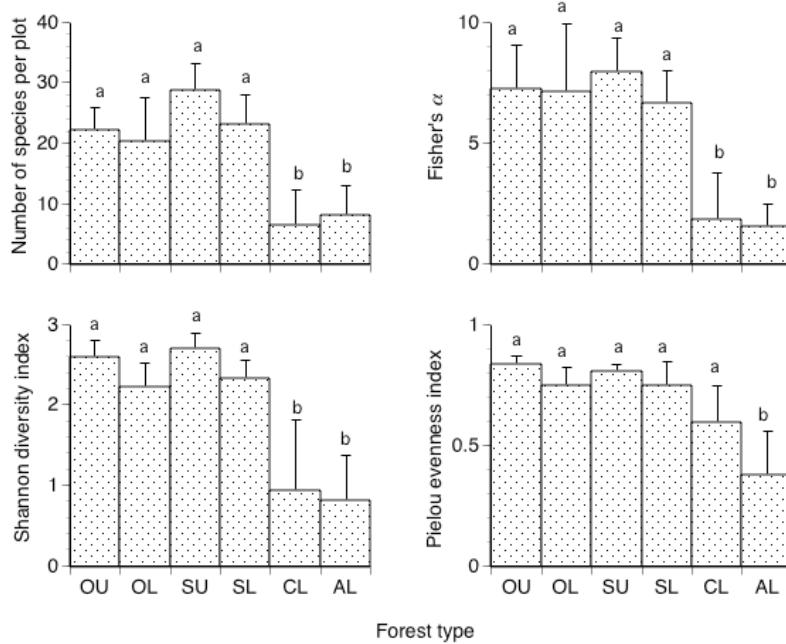 Number of species per plot
40
30
20
10
0
a
a
a
a
b
b
Fisher's α
10
5
0
a
a
a
a
b
b
Shannon diversity index
3
2
1
0
a
a
a
a
b
b
OU OL SU SL CL AL
Pielou evenness index
1
0.5
0
a
a
a
a
a
b
OU OL SU SL CL AL
Forest type